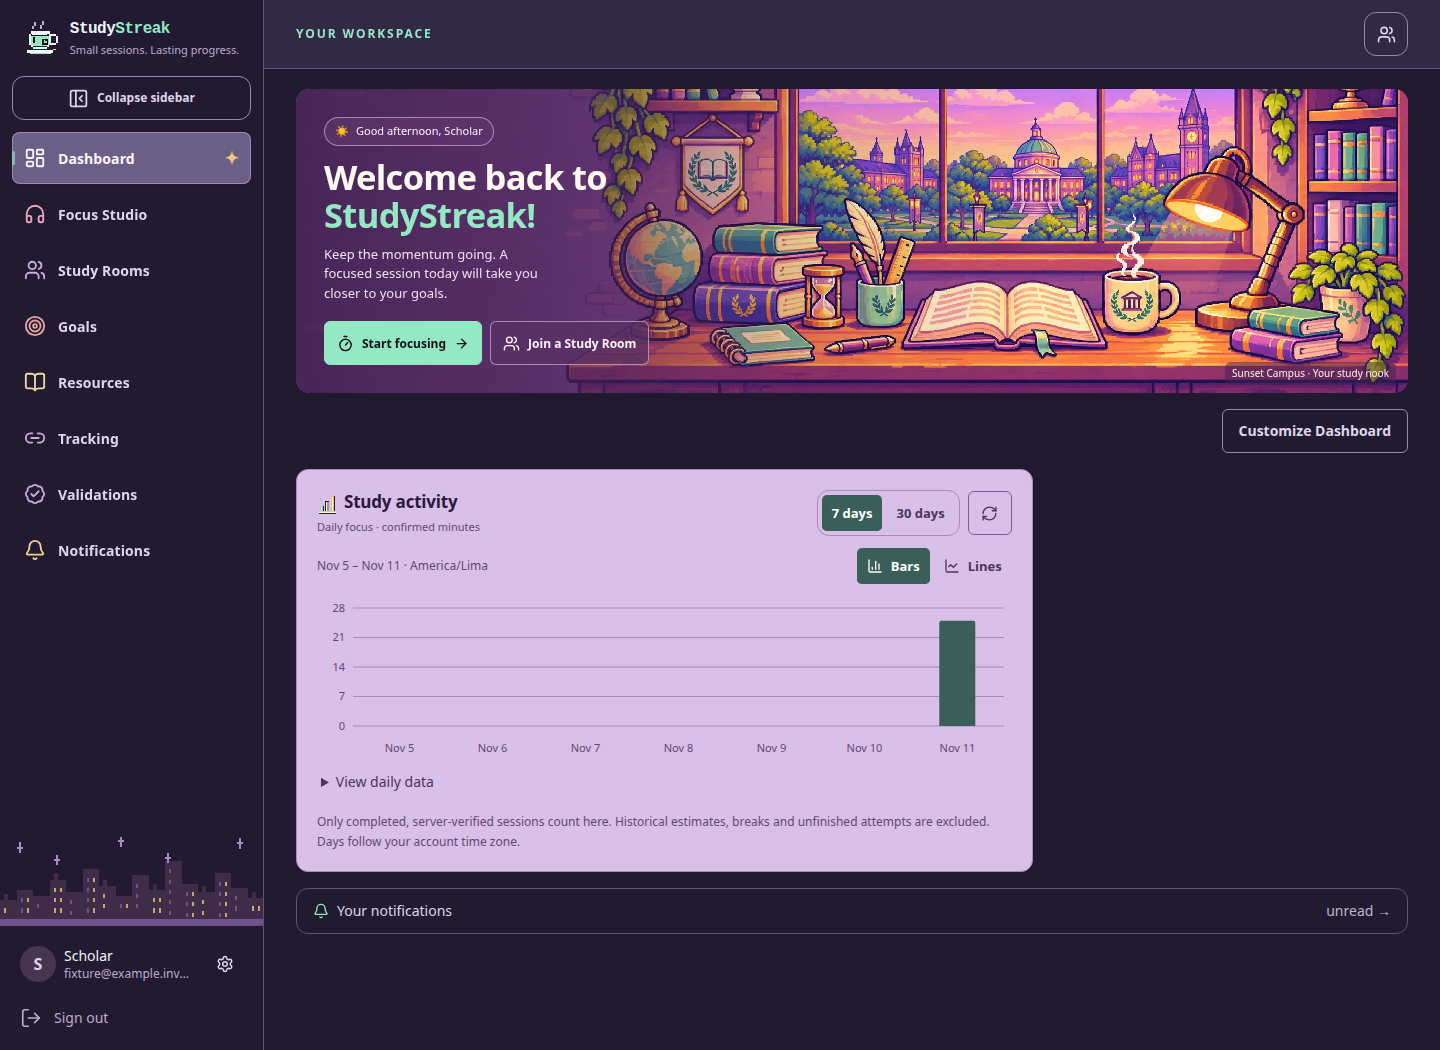 StudyStreak
Small sessions. Lasting progress.
Collapse sidebar
Dashboard
Focus Studio
Study Rooms
Goals
Resources
Tracking
Validations
Notifications
S
Scholar
fixture@example.inv...
Sign out
YOUR WORKSPACE
Good afternoon, Scholar
Welcome back to
StudyStreak!
Keep the momentum going. A
focused session today will take you
closer to your goals.
Start focusing →
Join a Study Room
Sunset Campus · Your study nook
Customize Dashboard
Study activity
Daily focus · confirmed minutes
7 days
30 days
Nov 5 – Nov 11 · America/Lima
Bars
Lines
28
21
14
7
0
Nov 5
Nov 6
Nov 7
Nov 8
Nov 9
Nov 10
Nov 11
View daily data
Only completed, server-verified sessions count here. Historical estimates, breaks and unfinished attempts are excluded.
Days follow your account time zone.
Your notifications
unread →